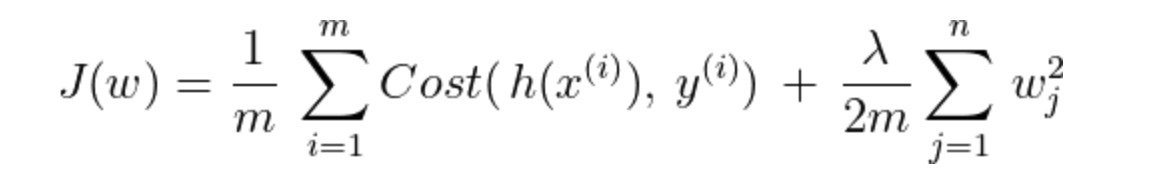 J(w) = \frac{1}{m} \sum_{i=1}^{m} Cost( h(x^{(i)}), y^{(i)}) + \frac{\lambda}{2m} \sum_{j=1}^{n} w_j^2